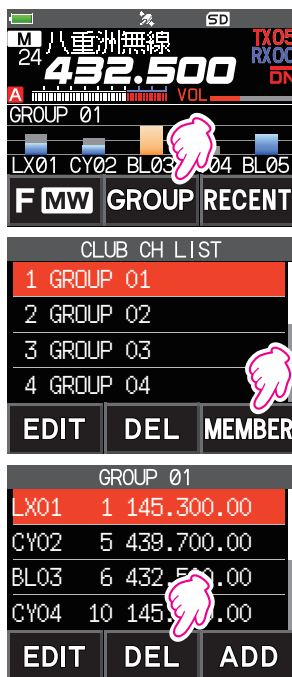 SD
M 八重洲無線 TX05
24 432.500 RX00
DN
A VOL
GROUP 01
LX01 CY02 BL03 04 BL05
F MW GROUP RECENT
CLUB CH LIST
1 GROUP 01
2 GROUP 02
3 GROUP 03
4 GROUP 04
EDIT DEL MEMBER
GROUP 01
LX01 1 145.300.00
CY02 5 439.700.00
BL03 6 432. .00
CY04 10 145. .00
EDIT DEL ADD